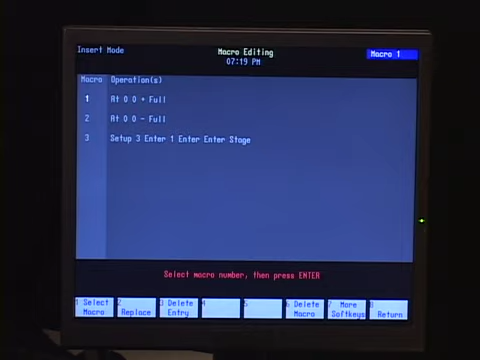 Insert Mode
Macro Editing
Macro 1
07:19 PM
Macro Operation(s)
1 At 0 0 + Full
2 At 0 0 - Full
3 Setup 3 Enter 1 Enter Enter Stage
Select macro number, then press ENTER
1 Select Macro
2 Replace
3 Delete Entry
4
5
6 Delete Macro
7 More Softkeys
8 Return